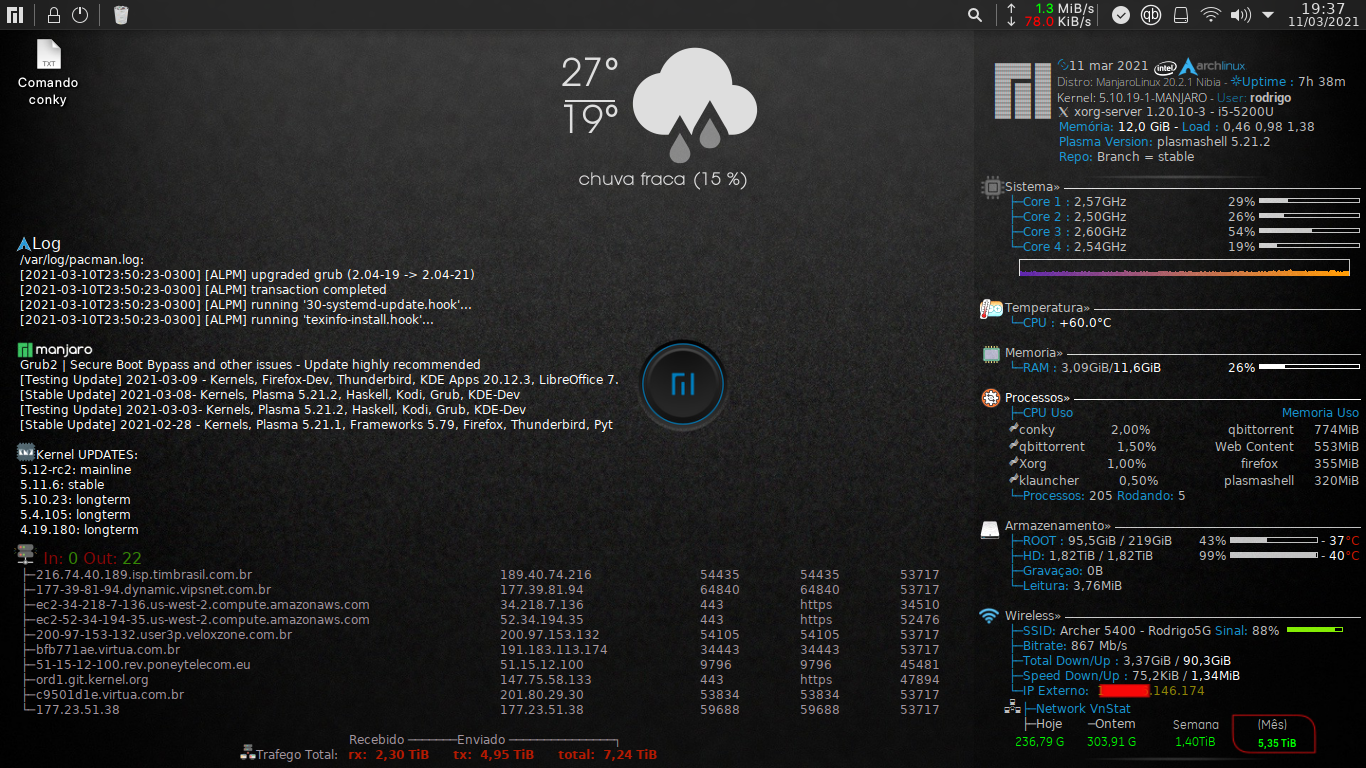 1.3 MiB/s
78.0 KiB/s
qb
19:37
11/03/2021
TXT
Comando
conky
27°
19°
chuva fraca (15 %)
11 mar 2021 intel archlinux
Distro: ManjaroLinux 20.2.1 Nibia - Uptime : 7h 38m
Kernel: 5.10.19-1-MANJARO - User: rodrigo
X xorg-server 1.20.10-3 - i5-5200U
Memória: 12,0 GiB - Load : 0,46 0,98 1,38
Plasma Version: plasmashell 5.21.2
Repo: Branch = stable
Sistema»
Core 1 : 2,57GHz 29%
Core 2 : 2,50GHz 26%
Core 3 : 2,60GHz 54%
Core 4 : 2,54GHz 19%
Temperatura»
CPU : +60.0°C
Memoria»
RAM : 3,09GiB/11,6GiB 26%
Processos»
CPU Uso Memoria Uso
conky 2,00% qbittorrent 774MiB
qbittorrent 1,50% Web Content 553MiB
Xorg 1,00% firefox 355MiB
klauncher 0,50% plasmashell 320MiB
Processos: 205 Rodando: 5
Armazenamento»
ROOT : 95,5GiB / 219GiB 43% - 37°C
HD: 1,82TiB / 1,82TiB 99% - 40°C
Gravaçao: 0B
Leitura: 3,76MiB
Wireless»
SSID: Archer 5400 - Rodrigo5G Sinal: 88%
Bitrate: 867 Mb/s
Total Down/Up : 3,37GiB / 90,3GiB
Speed Down/Up : 75,2KiB / 1,34MiB
IP Externo: 1 .146.174
Network VnStat
Hoje Ontem Semana (Mês)
236,79 G 303,91 G 1,40TiB 5,35 TiB
Log
/var/log/pacman.log:
[2021-03-10T23:50:23-0300] [ALPM] upgraded grub (2.04-19 -> 2.04-21)
[2021-03-10T23:50:23-0300] [ALPM] transaction completed
[2021-03-10T23:50:23-0300] [ALPM] running '30-systemd-update.hook'...
[2021-03-10T23:50:23-0300] [ALPM] running 'texinfo-install.hook'...
manjaro
Grub2 | Secure Boot Bypass and other issues - Update highly recommended
[Testing Update] 2021-03-09 - Kernels, Firefox-Dev, Thunderbird, KDE Apps 20.12.3, LibreOffice 7.
[Stable Update] 2021-03-08- Kernels, Plasma 5.21.2, Haskell, Kodi, Grub, KDE-Dev
[Testing Update] 2021-03-03- Kernels, Plasma 5.21.2, Haskell, Kodi, Grub, KDE-Dev
[Stable Update] 2021-02-28 - Kernels, Plasma 5.21.1, Frameworks 5.79, Firefox, Thunderbird, Pyt
Kernel UPDATES:
5.12-rc2: mainline
5.11.6: stable
5.10.23: longterm
5.4.105: longterm
4.19.180: longterm
In: 0 Out: 22
216.74.40.189.isp.timbrasil.com.br 189.40.74.216 54435 54435 53717
177-39-81-94.dynamic.vipsnet.com.br 177.39.81.94 64840 64840 53717
ec2-34-218-7-136.us-west-2.compute.amazonaws.com 34.218.7.136 443 https 34510
ec2-52-34-194-35.us-west-2.compute.amazonaws.com 52.34.194.35 443 https 52476
200-97-153-132.user3p.veloxzone.com.br 200.97.153.132 54105 54105 53717
bfb771ae.virtua.com.br 191.183.113.174 34443 34443 53717
51-15-12-100.rev.poneytelecom.eu 51.15.12.100 9796 9796 45481
ord1.git.kernel.org 147.75.58.133 443 https 47894
c9501d1e.virtua.com.br 201.80.29.30 53834 53834 53717
177.23.51.38 177.23.51.38 59688 59688 53717
Recebido Enviado
Trafego Total: rx: 2,30 TiB tx: 4,95 TiB total: 7,24 TiB